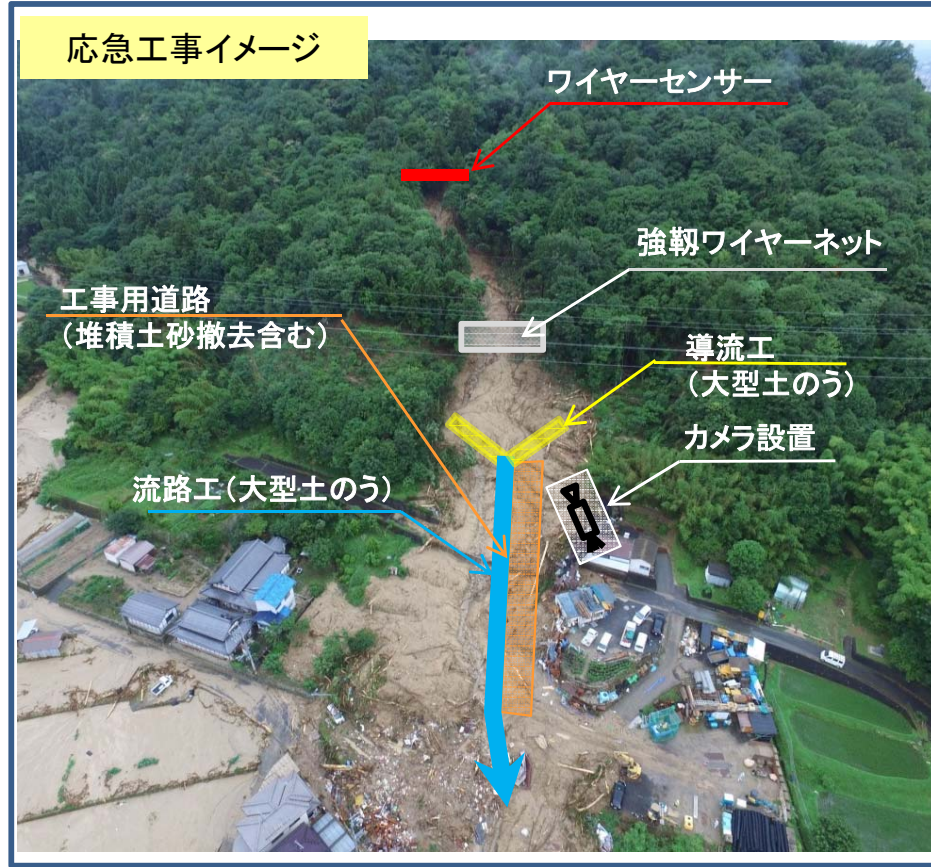 応急工事イメージ
ワイヤーセンサー
強靭ワイヤーネット
工事用道路
(堆積土砂撤去含む)
導流工
(大型土のう)
カメラ設置
流路工(大型土のう)